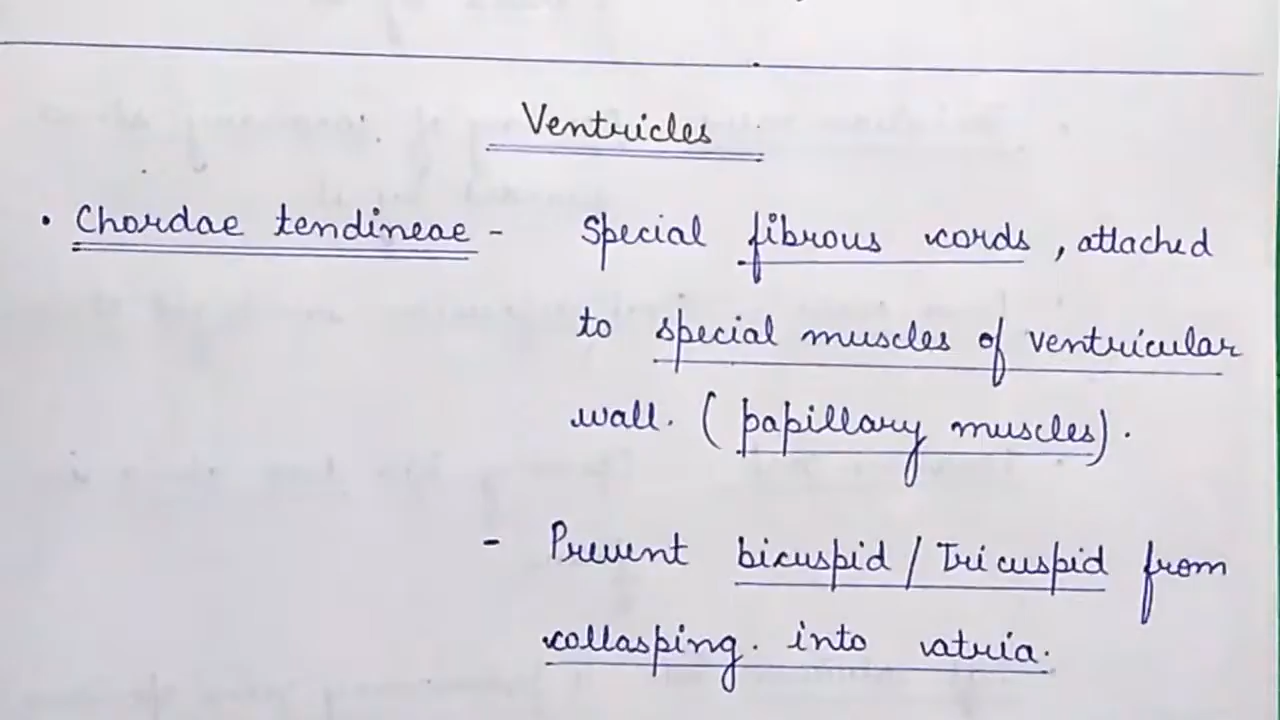 Ventricles
• Chordae tendineae - Special fibrous cords, attached
to special muscles of ventricular
wall. (papillary muscles).
- Prevent bicuspid / Tricuspid from
collasping. into atria.